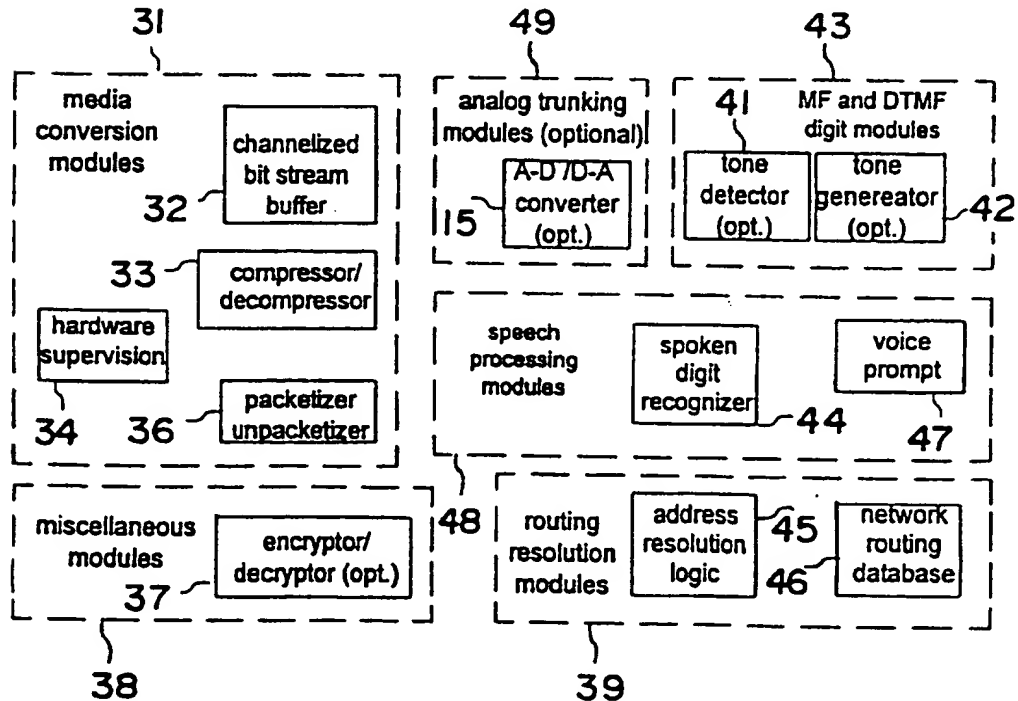 31
media
conversion
modules
channelized
bit stream
buffer
32
33
compressor/
decompressor
hardware
supervision
34
36
packetizer
unpacketizer
49
analog trunking
modules (optional)
A-D /D-A
converter
(opt.)
15
43
MF and DTMF
digit modules
41
tone
detector
(opt.)
tone
genereator
(opt.)
42
speech
processing
modules
spoken
digit
recognizer
44
voice
prompt
47
48
miscellaneous
modules
encryptor/
decryptor (opt.)
37
38
routing
resolution
modules
address
resolution
logic
45
46
network
routing
database
39